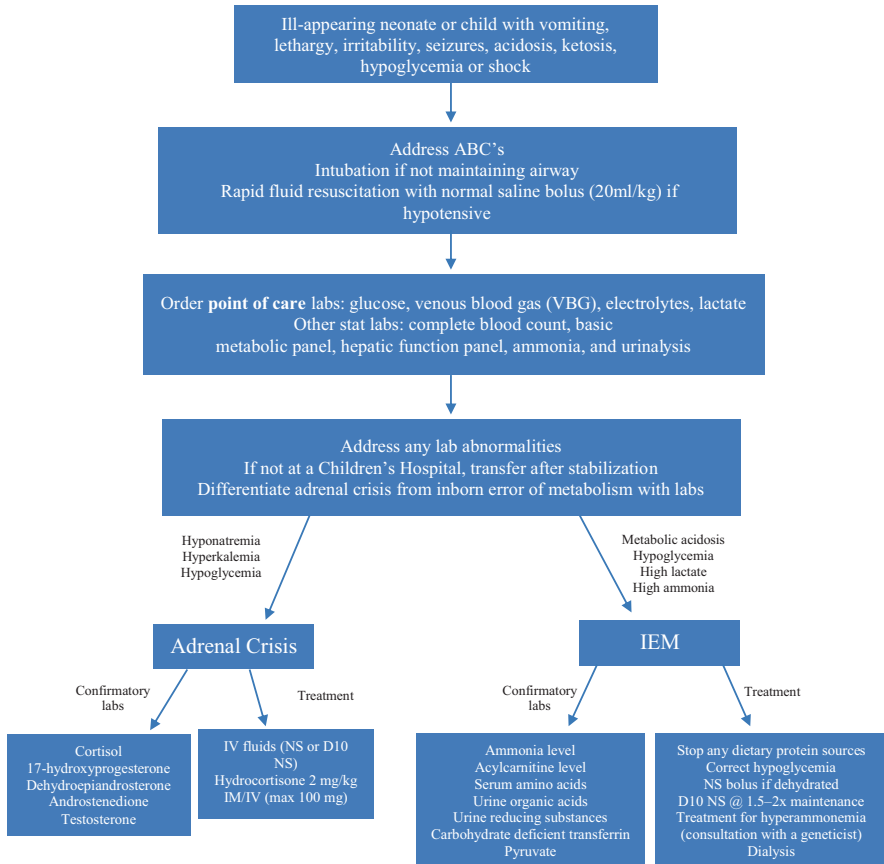 Ill-appearing neonate or child with vomiting,
lethargy, irritability, seizures, acidosis, ketosis,
hypoglycemia or shock
Address ABC's
Intubation if not maintaining airway
Rapid fluid resuscitation with normal saline bolus (20ml/kg) if
hypotensive
Order point of care labs: glucose, venous blood gas (VBG), electrolytes, lactate
Other stat labs: complete blood count, basic
metabolic panel, hepatic function panel, ammonia, and urinalysis
Address any lab abnormalities
If not at a Children's Hospital, transfer after stabilization
Differentiate adrenal crisis from inborn error of metabolism with labs
Hyponatremia
Hyperkalemia
Hypoglycemia
Metabolic acidosis
Hypoglycemia
High lactate
High ammonia
Adrenal Crisis
IEM
Confirmatory
labs
Treatment
Confirmatory
labs
Treatment
Cortisol
17-hydroxyprogesterone
Dehydroepiandrosterone
Androstenedione
Testosterone
IV fluids (NS or D10
NS)
Hydrocortisone 2 mg/kg
IM/IV (max 100 mg)
Ammonia level
Acylcarnitine level
Serum amino acids
Urine organic acids
Urine reducing substances
Carbohydrate deficient transferrin
Pyruvate
Stop any dietary protein sources
Correct hypoglycemia
NS bolus if dehydrated
D10 NS @ 1.5–2x maintenance
Treatment for hyperammonemia
(consultation with a geneticist)
Dialysis